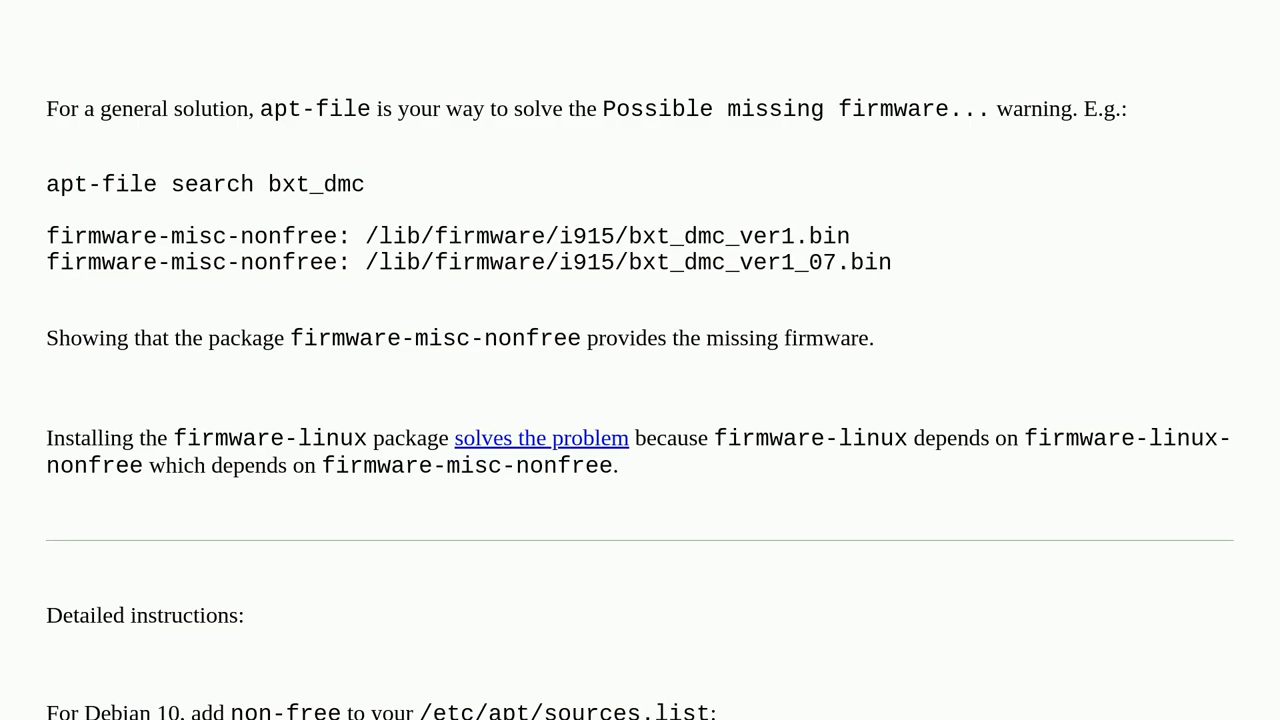 For a general solution, apt-file is your way to solve the Possible missing firmware... warning. E.g.:
apt-file search bxt_dmc
firmware-misc-nonfree: /lib/firmware/i915/bxt_dmc_ver1.bin
firmware-misc-nonfree: /lib/firmware/i915/bxt_dmc_ver1_07.bin
Showing that the package firmware-misc-nonfree provides the missing firmware.
Installing the firmware-linux package solves the problem because firmware-linux depends on firmware-linux-
nonfree which depends on firmware-misc-nonfree.
Detailed instructions:
For Debian 10, add non-free to your /etc/apt/sources.list: